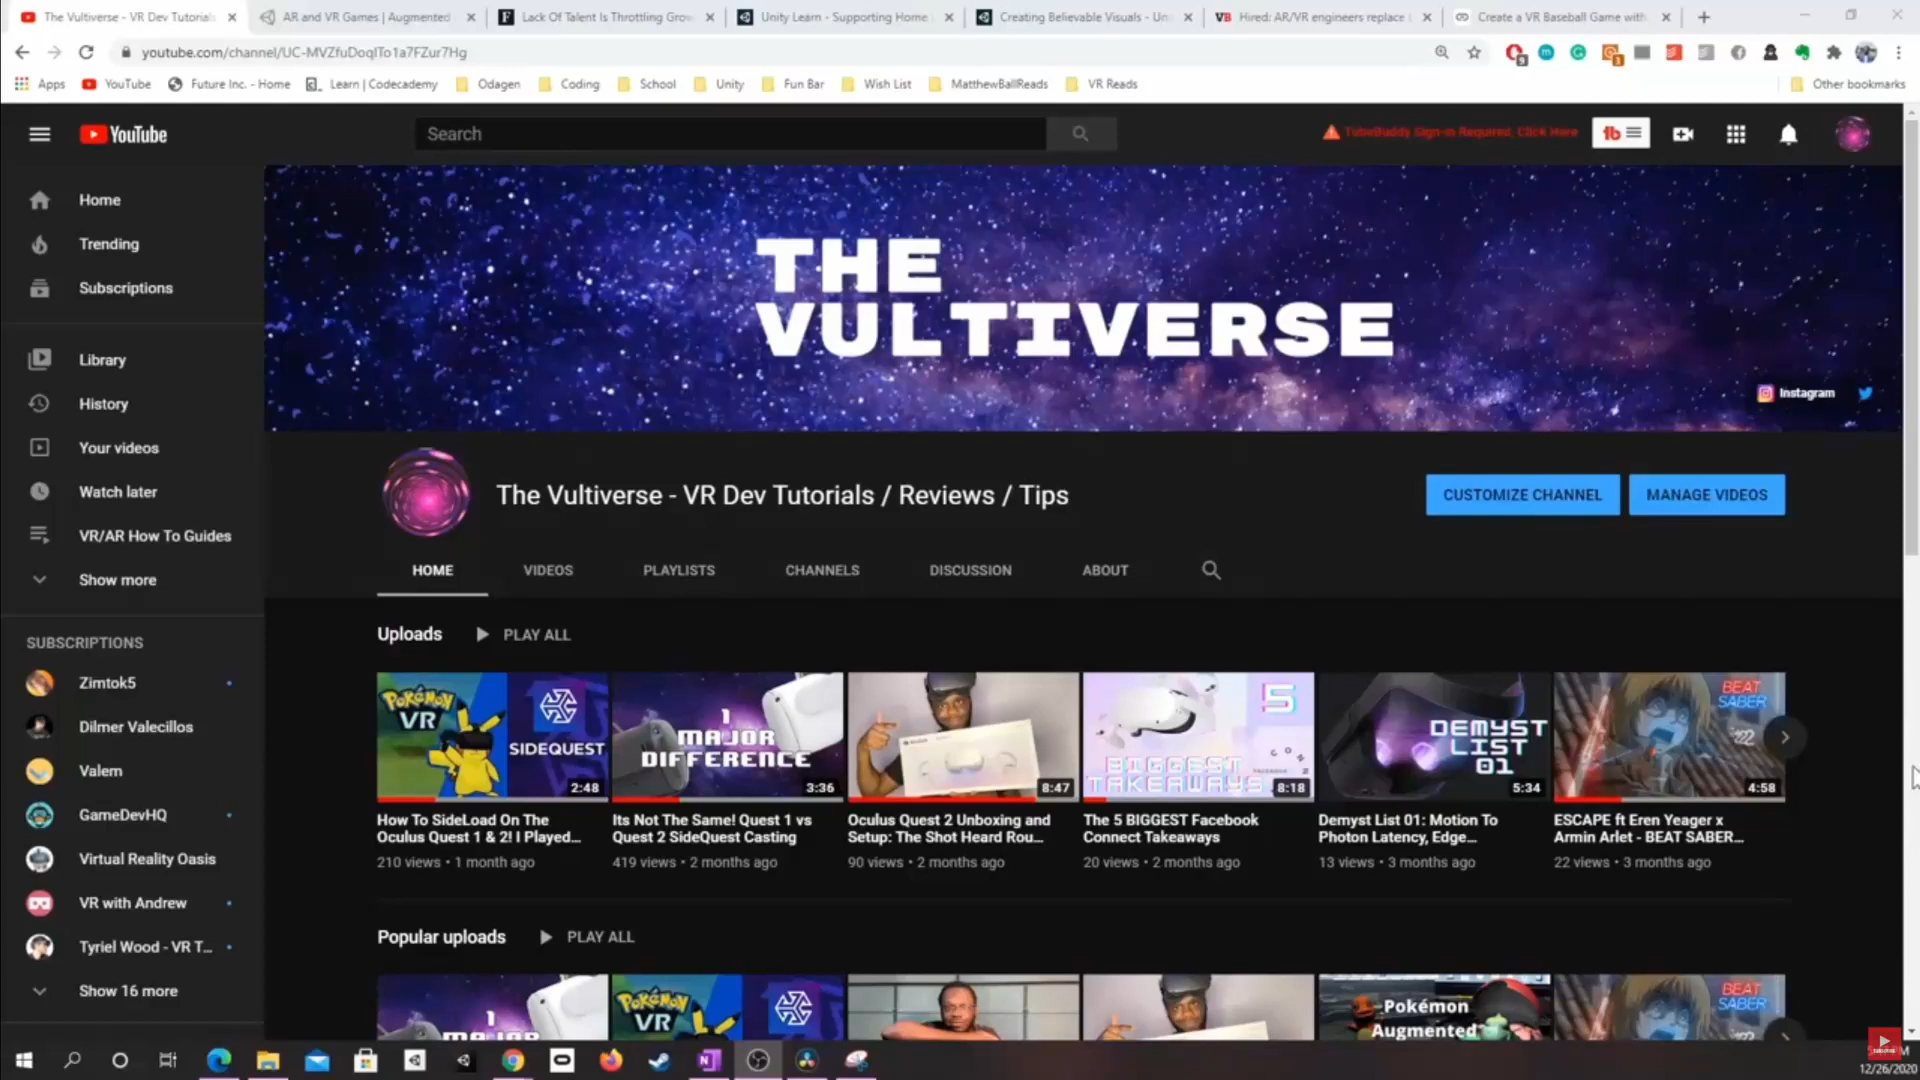 The Vultiverse - VR Dev Tutorials
AR and VR Games | Augmented
Lack Of Talent Is Throttling Grow
Unity Learn - Supporting Home
Creating Believable Visuals - Un
Hired: AR/VR engineers replace
Create a VR Baseball Game with
youtube.com/channel/UC-MVZfuDoqlTo1a7FZur7Hg
Apps
YouTube
Future Inc. - Home
Learn | Codecademy
Odagen
Coding
School
Unity
Fun Bar
Wish List
MatthewBallReads
VR Reads
Other bookmarks
YouTube
Search
TubeBuddy Sign-in Required, Click Here
Home
Trending
Subscriptions
Library
History
Your videos
Watch later
VR/AR How To Guides
Show more
SUBSCRIPTIONS
Zimtok5
Dilmer Valecillos
Valem
GameDevHQ
Virtual Reality Oasis
VR with Andrew
Tyriel Wood - VR T...
Show 16 more
THE
VULTIVERSE
Instagram
The Vultiverse - VR Dev Tutorials / Reviews / Tips
CUSTOMIZE CHANNEL
MANAGE VIDEOS
HOME
VIDEOS
PLAYLISTS
CHANNELS
DISCUSSION
ABOUT
Uploads
PLAY ALL
POKÉMON
VR
SIDEQUEST
2:48
How To SideLoad On The
Oculus Quest 1 & 2! I Played...
210 views • 1 month ago
1
MAJOR
DIFFERENCE
3:36
Its Not The Same! Quest 1 vs
Quest 2 SideQuest Casting
419 views • 2 months ago
8:47
Oculus Quest 2 Unboxing and
Setup: The Shot Heard Rou...
90 views • 2 months ago
5
BIGGEST
TAKEAWAYS
8:18
The 5 BIGGEST Facebook
Connect Takeaways
20 views • 2 months ago
DEMYST
LIST
01
5:34
Demyst List 01: Motion To
Photon Latency, Edge...
13 views • 3 months ago
BEAT
SABER
4:58
ESCAPE ft Eren Yeager x
Armin Arlet - BEAT SABER...
22 views • 3 months ago
Popular uploads
PLAY ALL
1
MAJOR
POKÉMON
VR
Pokémon
Augmented
BEAT
SABER
12/26/2020